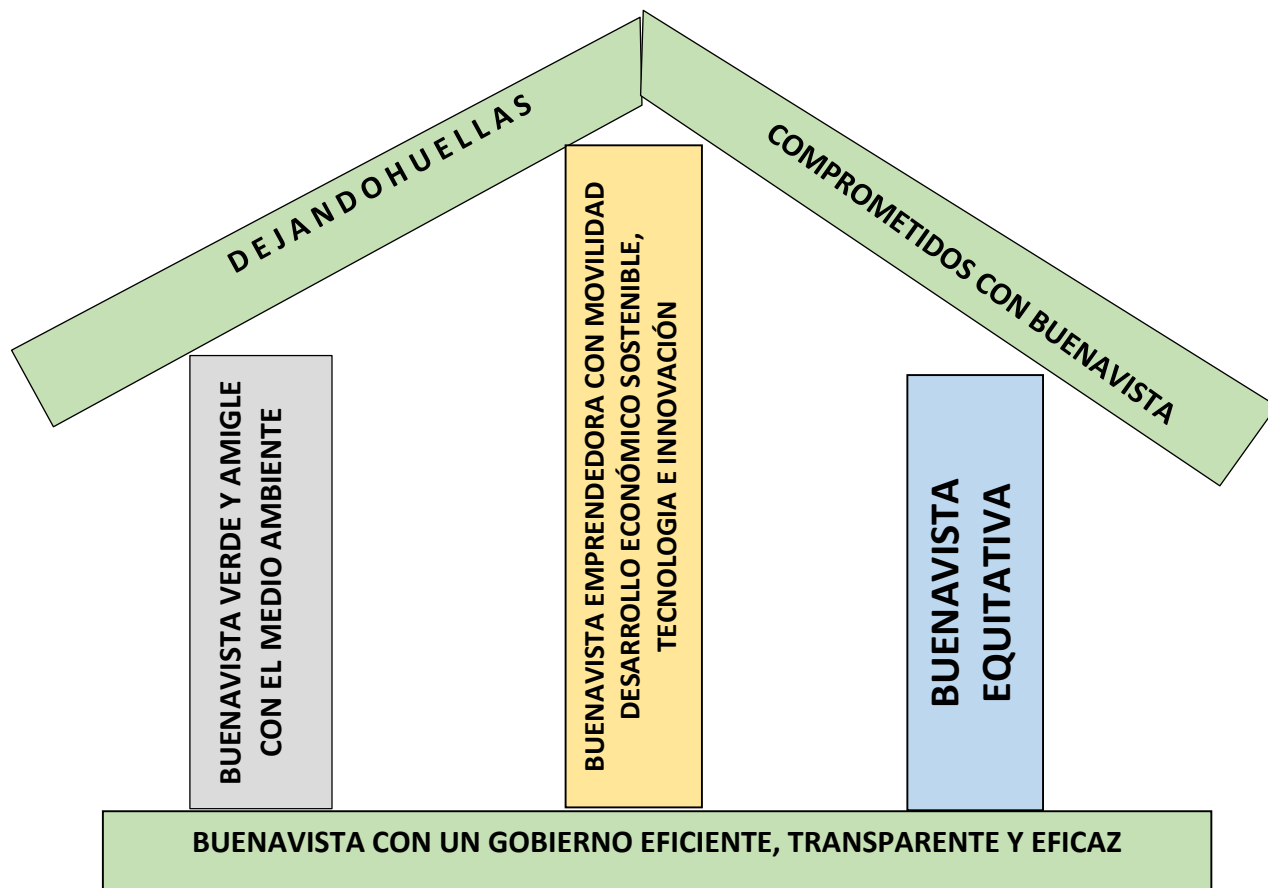 D E J A N D O H U E L L A S
COMPROMETIDOS CON BUENAVISTA
BUENAVISTA VERDE Y AMIGLE
CON EL MEDIO AMBIENTE
BUENAVISTA EMPRENDEDORA CON MOVILIDAD
DESARROLLO ECONÓMICO SOSTENIBLE,
TECNOLOGIA E INNOVACIÓN
BUENAVISTA
EQUITATIVA
BUENAVISTA CON UN GOBIERNO EFICIENTE, TRANSPARENTE Y EFICAZ